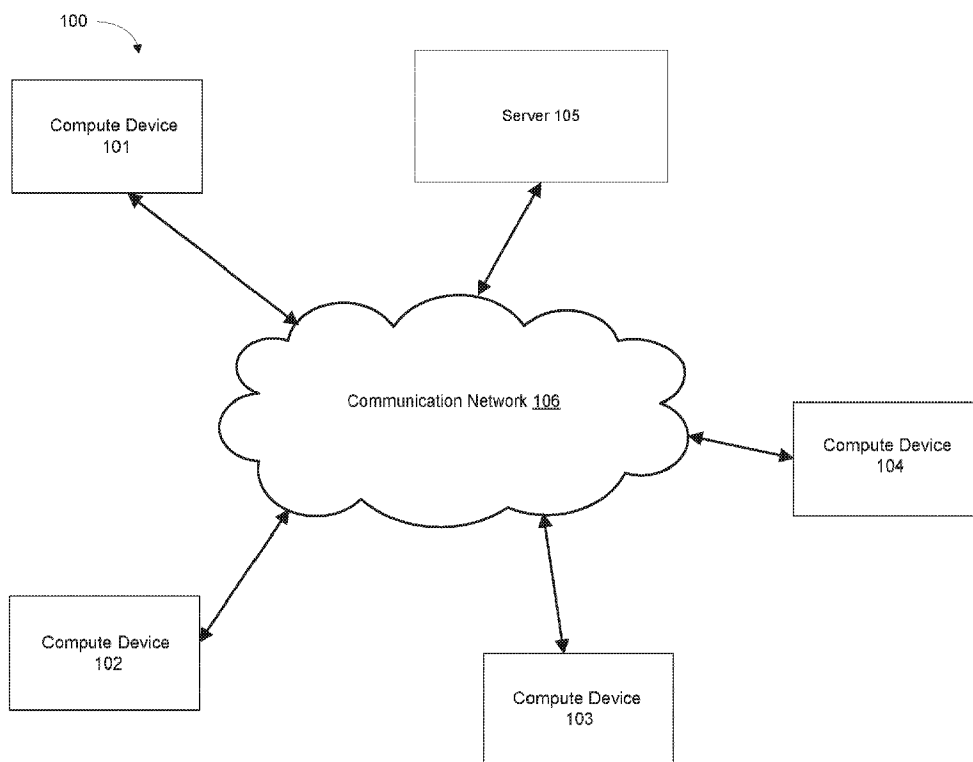 100
Compute Device
101
Server 105
Communication Network 106
Compute Device
104
Compute Device
102
Compute Device
103